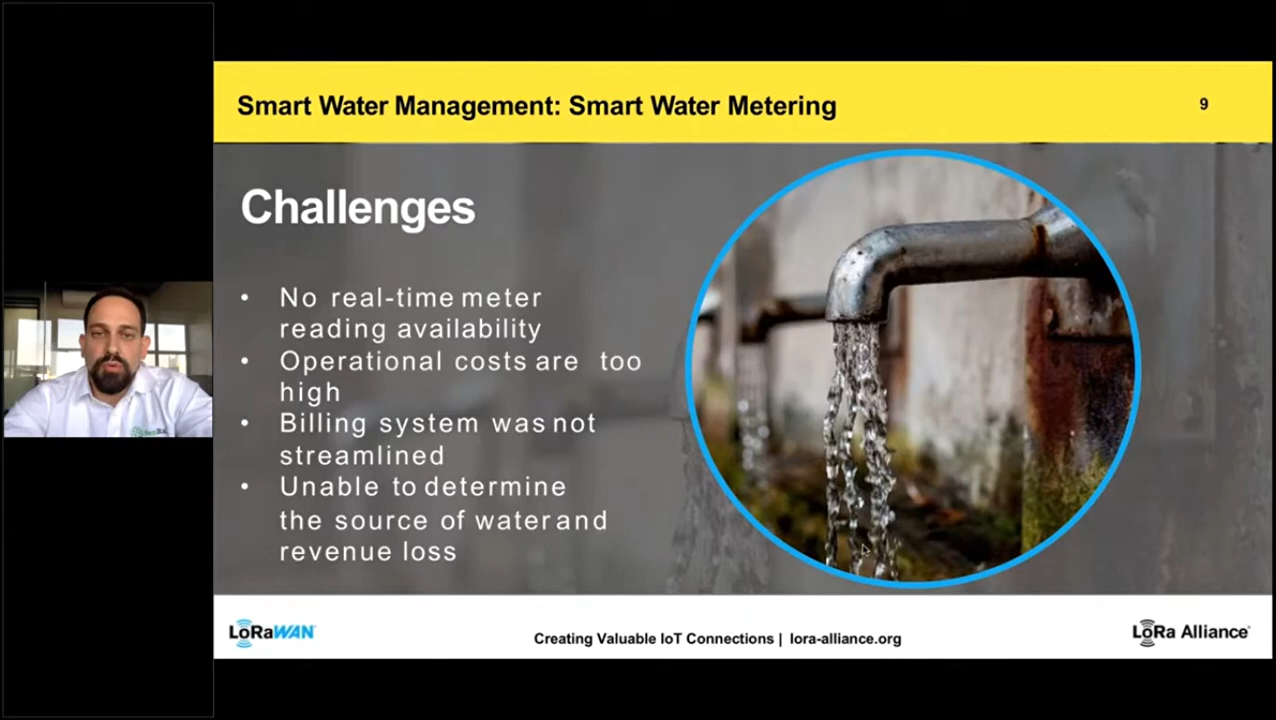 Smart Water Management: Smart Water Metering
9
Challenges
• No real-time meter
reading availability
• Operational costs are too
high
• Billing system was not
streamlined
• Unable to determine
the source of water and
revenue loss
LoRaWAN
Creating Valuable IoT Connections | lora-alliance.org
LoRa Alliance